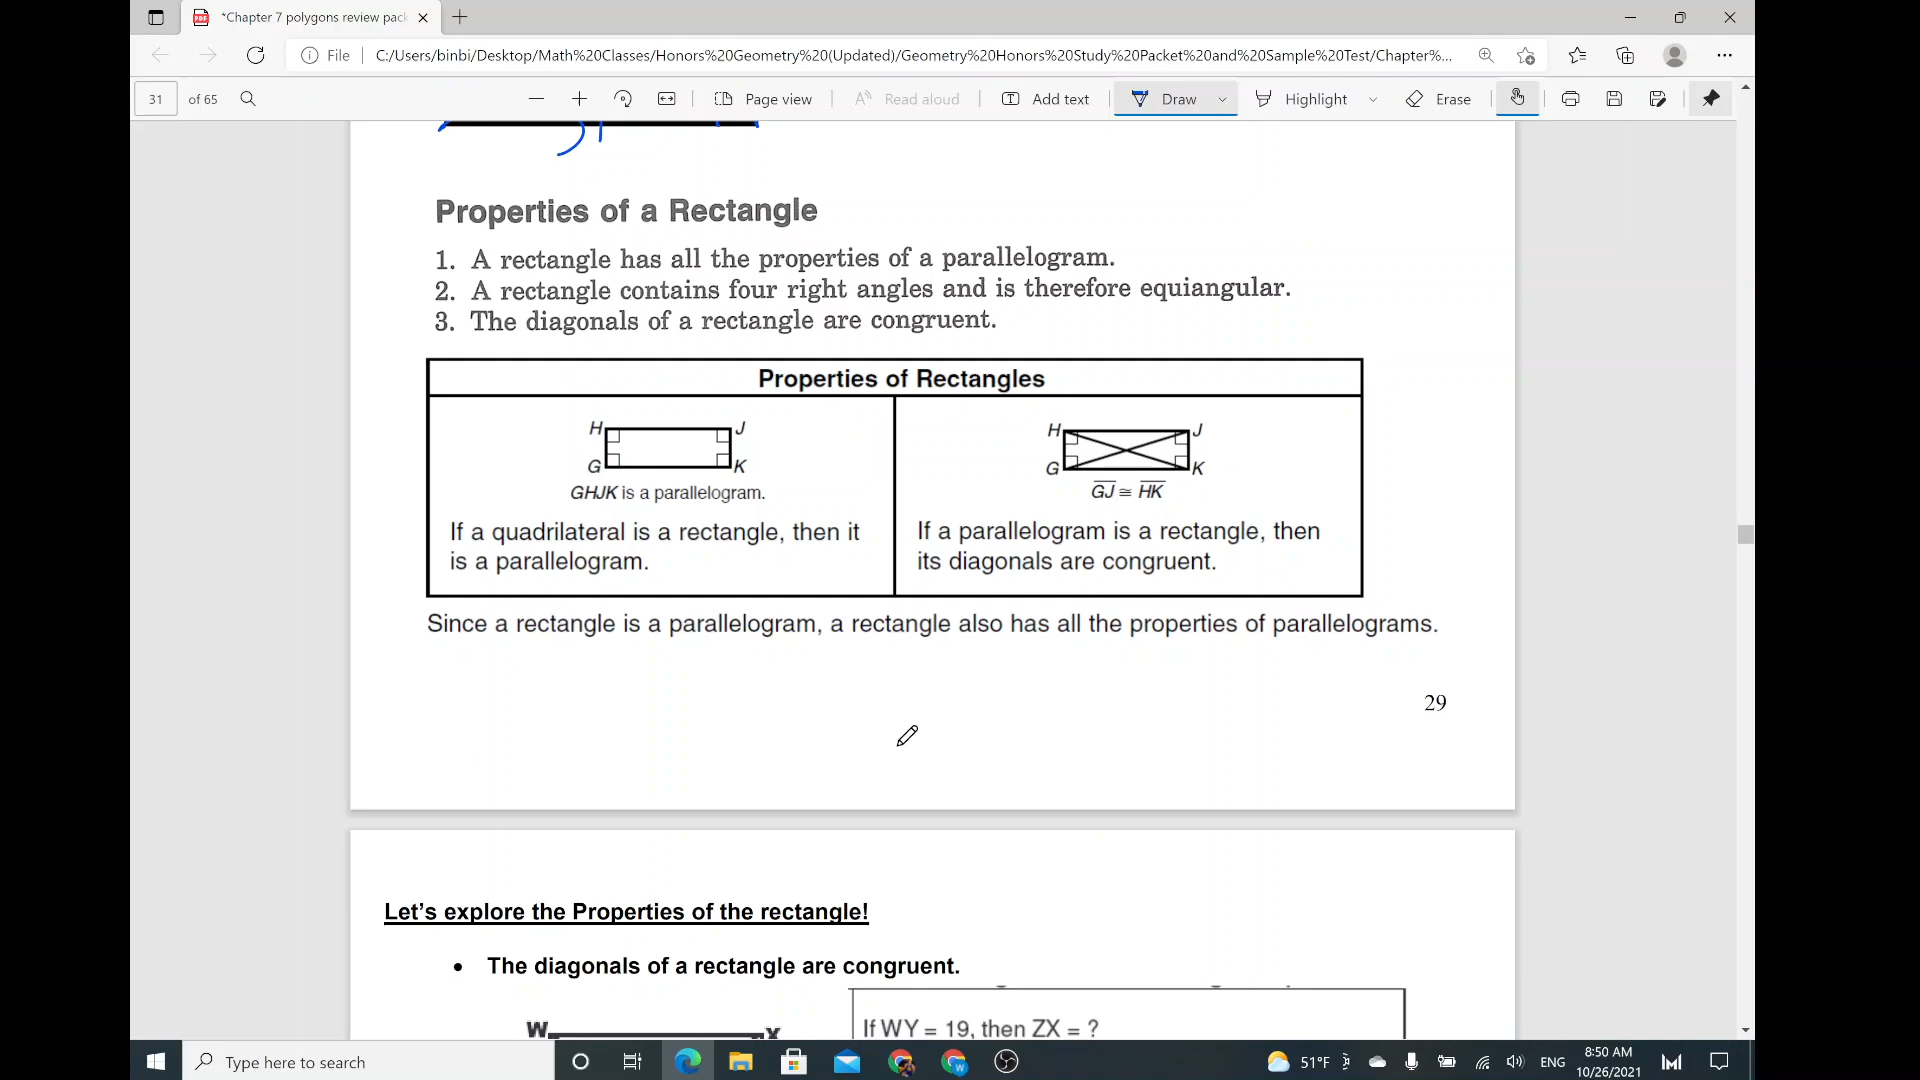 *Chapter 7 polygons review pack
File C:/Users/binbi/Desktop/Math%20Classes/Honors%20Geometry%20(Updated)/Geometry%20Honors%20Study%20Packet%20and%20Sample%20Test/Chapter%...
31 of 65 Page view Read aloud Add text Draw Highlight Erase
Properties of a Rectangle
1. A rectangle has all the properties of a parallelogram.
2. A rectangle contains four right angles and is therefore equiangular.
3. The diagonals of a rectangle are congruent.
Properties of Rectangles
H J
G K
GHJK is a parallelogram.
If a quadrilateral is a rectangle, then it
is a parallelogram.
H J
G K
GJ ≅ HK
If a parallelogram is a rectangle, then
its diagonals are congruent.
Since a rectangle is a parallelogram, a rectangle also has all the properties of parallelograms.
29
Let’s explore the Properties of the rectangle!
• The diagonals of a rectangle are congruent.
W X
If WY = 19, then ZX = ?
Type here to search
51°F ENG 8:50 AM
10/26/2021